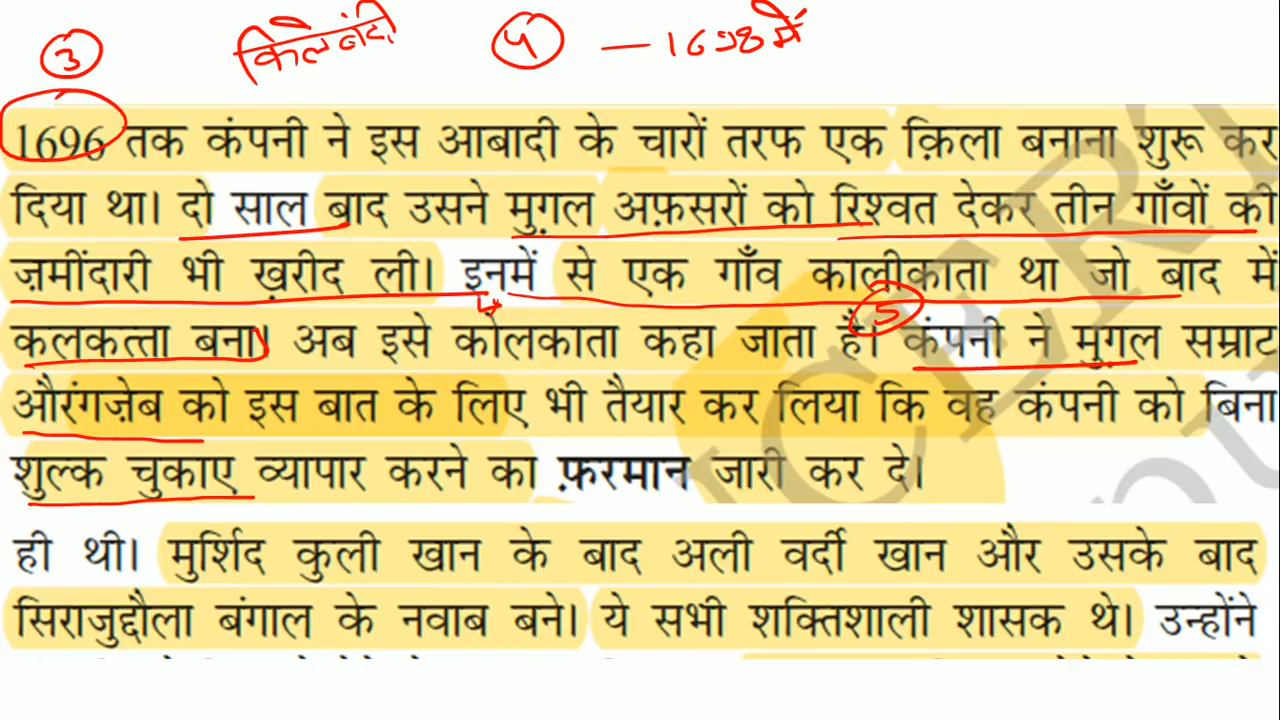 ③ किलेबंदी ④ — 1698 में
1696 तक कंपनी ने इस आबादी के चारों तरफ एक क़िला बनाना शुरू कर
दिया था। दो साल बाद उसने मुग़ल अफ़सरों को रिश्वत देकर तीन गाँवों की
ज़मींदारी भी ख़रीद ली। इनमें से एक गाँव कालीकाता था जो बाद में
5
कलकत्ता बना। अब इसे कोलकाता कहा जाता है। कंपनी ने मुग़ल सम्राट
औरंगज़ेब को इस बात के लिए भी तैयार कर लिया कि वह कंपनी को बिना
शुल्क चुकाए व्यापार करने का फ़रमान जारी कर दे।
ही थी। मुर्शिद कुली खान के बाद अली वर्दी खान और उसके बाद
सिराजुद्दौला बंगाल के नवाब बने। ये सभी शक्तिशाली शासक थे। उन्होंने